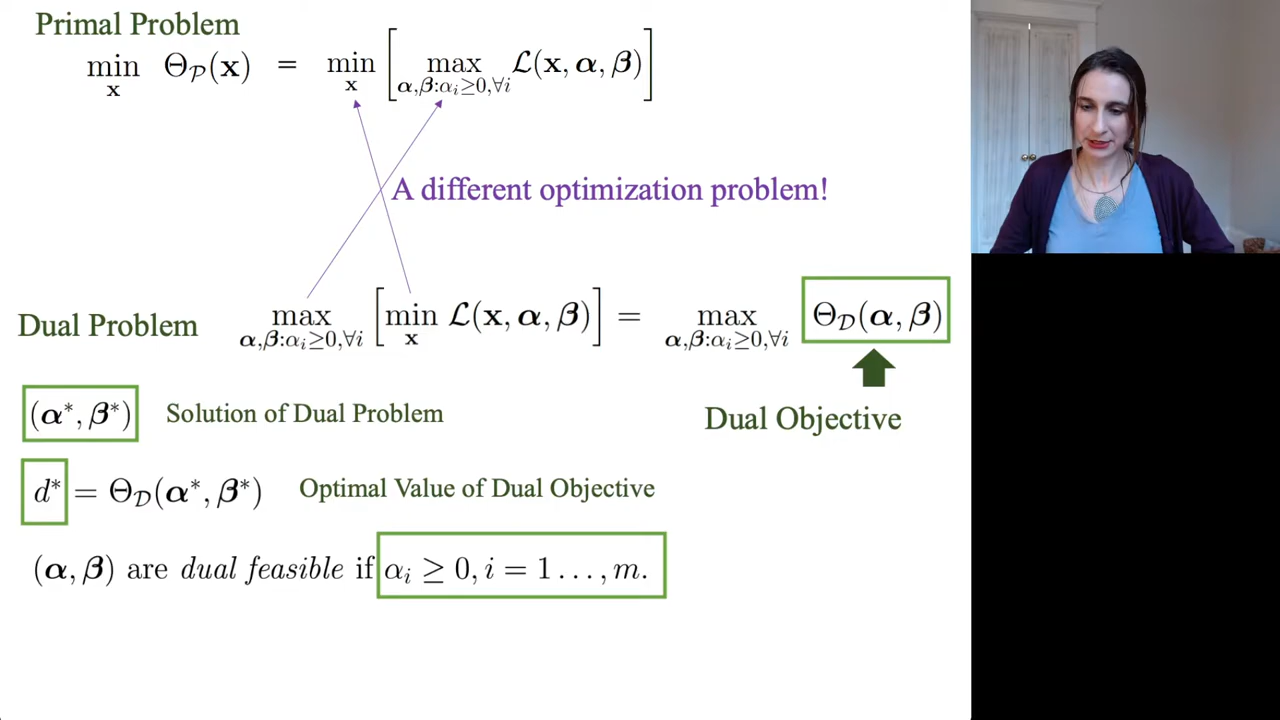 Primal Problem
min_x Θ_𝒟(𝐱) = min_x [ max_{α,β:α_i≥0,∀i} ℒ(𝐱, α, β) ]
A different optimization problem!
Dual Problem max_{α,β:α_i≥0,∀i} [ min_x ℒ(𝐱, α, β) ] = max_{α,β:α_i≥0,∀i} Θ_𝒟(α, β)
(α*, β*) Solution of Dual Problem
Dual Objective
d* = Θ_𝒟(α*, β*) Optimal Value of Dual Objective
(α, β) are dual feasible if α_i ≥ 0, i = 1 . . . , m.